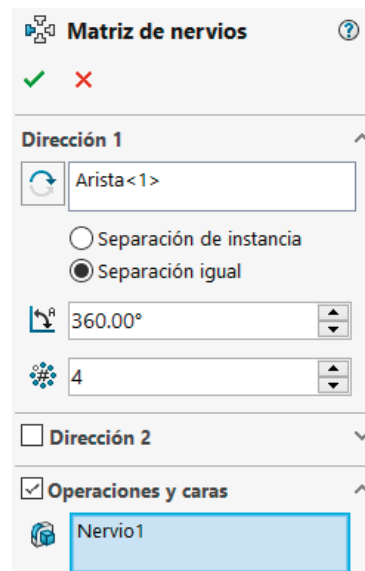 Matriz de nervios
Dirección 1
Arista<1>
Separación de instancia
Separación igual
360.00°
4
Dirección 2
Operaciones y caras
Nervio1